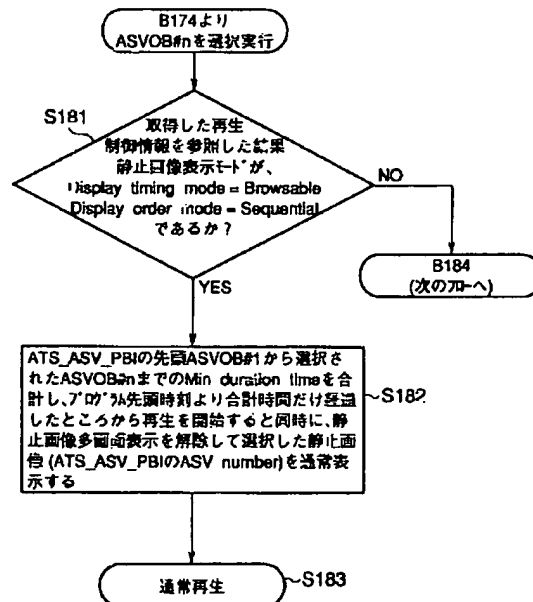 B174より
ASVOB#nを選択実行
S181
取得した再生
制御情報を参照した結果
静止画像表示モードが、
Display timing mode = Browsable
Display order mode = Sequential
であるか？
NO
B184
(次のフローへ)
YES
ATS_ASV_PBIの先頭ASVOB#1から選択さ
れたASVOB#nまでのMin duration timeを合
計し、プログラム先頭時刻より合計時間だけ経過
したところから再生を開始すると同時に、静
止画像多画面表示を解除して選択した静止画
像 (ATS_ASV_PBIのASV number)を通常表
示する
S182
通常再生
S183